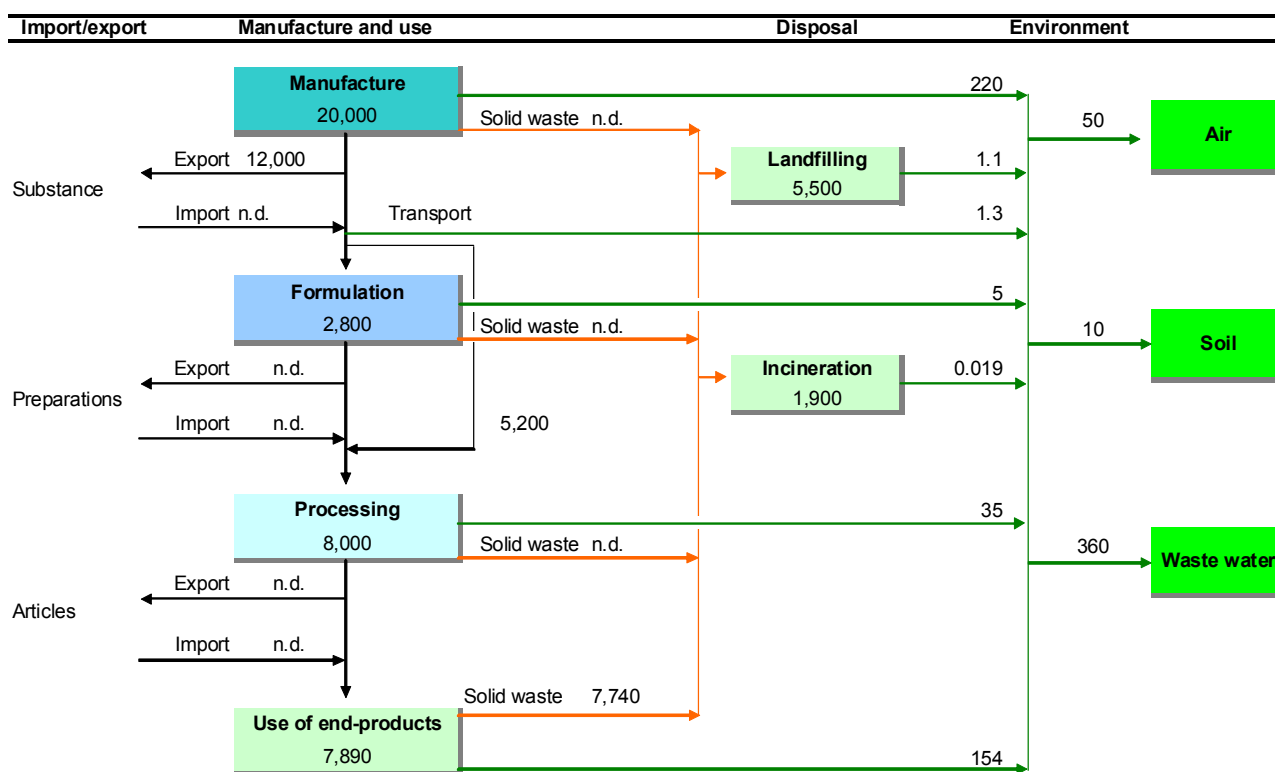 Import/export Manufacture and use Disposal Environment
Manufacture
20,000
220
Solid waste n.d.
50
Air
Export 12,000
Landfilling
5,500
1.1
Substance
Import n.d.
Transport
1.3
Formulation
2,800
5
Solid waste n.d.
10
Soil
Export n.d.
Incineration
1,900
0.019
Preparations
Import n.d.
5,200
Processing
8,000
35
Solid waste n.d.
360
Waste water
Export n.d.
Articles
Import n.d.
Solid waste 7,740
Use of end-products
7,890
154